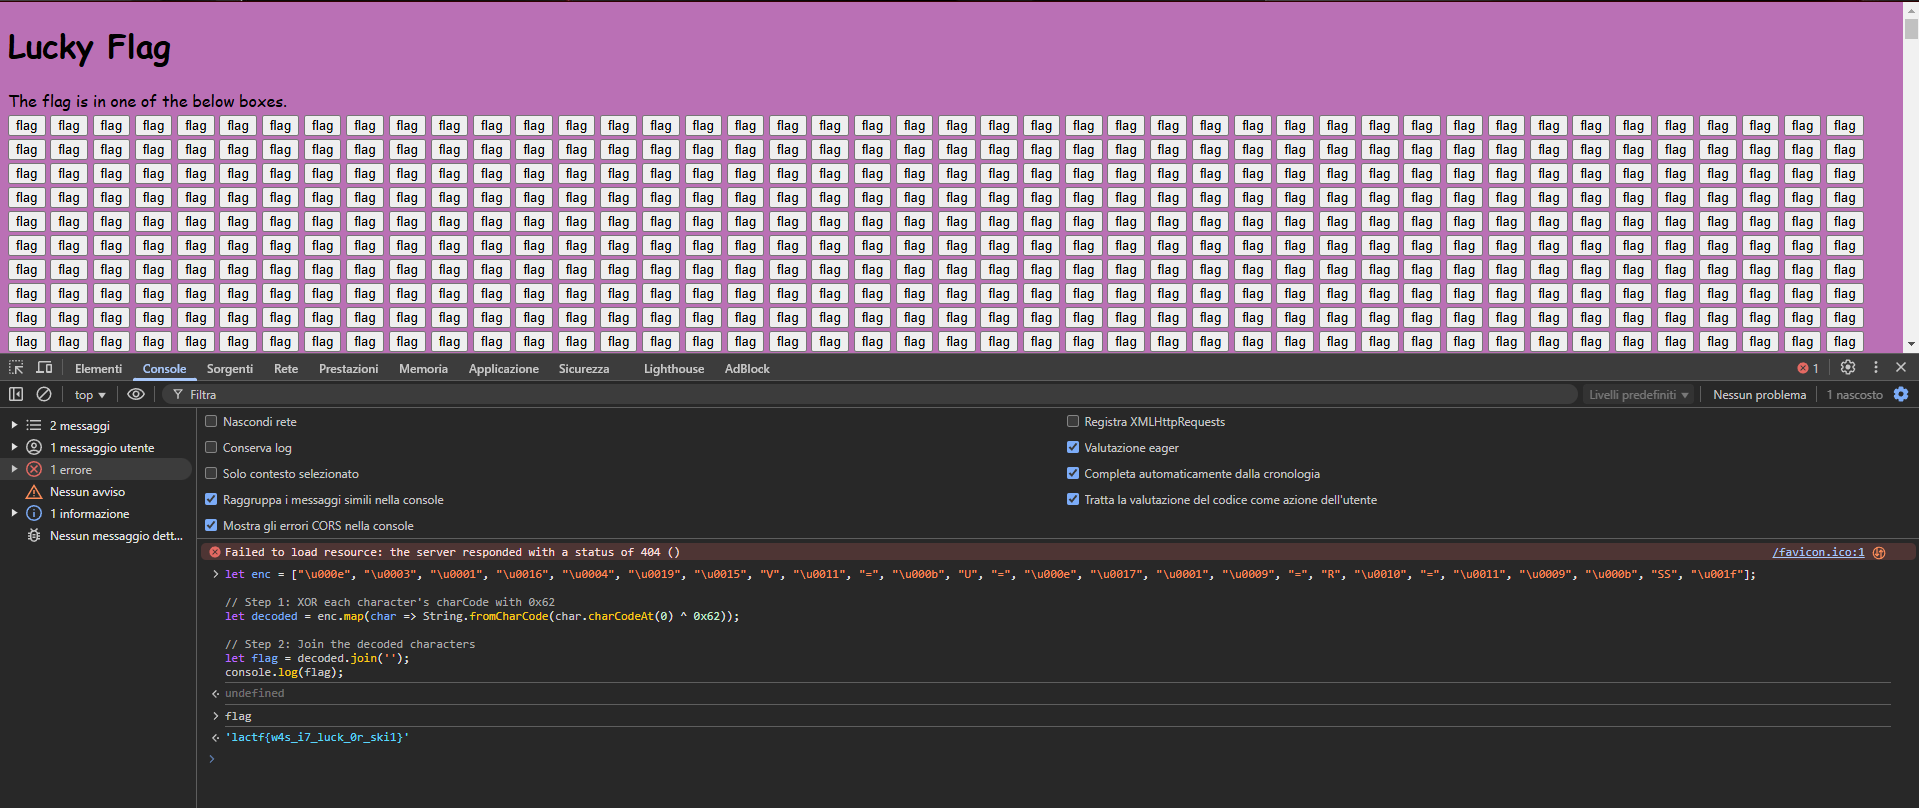 Lucky Flag
The flag is in one of the below boxes.
flag flag flag flag flag flag flag flag flag flag flag flag flag flag flag flag flag flag flag flag flag flag flag flag flag flag flag flag flag flag flag flag flag flag flag flag flag flag flag flag flag flag flag flag
flag flag flag flag flag flag flag flag flag flag flag flag flag flag flag flag flag flag flag flag flag flag flag flag flag flag flag flag flag flag flag flag flag flag flag flag flag flag flag flag flag flag flag flag
flag flag flag flag flag flag flag flag flag flag flag flag flag flag flag flag flag flag flag flag flag flag flag flag flag flag flag flag flag flag flag flag flag flag flag flag flag flag flag flag flag flag flag flag
flag flag flag flag flag flag flag flag flag flag flag flag flag flag flag flag flag flag flag flag flag flag flag flag flag flag flag flag flag flag flag flag flag flag flag flag flag flag flag flag flag flag flag flag
flag flag flag flag flag flag flag flag flag flag flag flag flag flag flag flag flag flag flag flag flag flag flag flag flag flag flag flag flag flag flag flag flag flag flag flag flag flag flag flag flag flag flag flag
flag flag flag flag flag flag flag flag flag flag flag flag flag flag flag flag flag flag flag flag flag flag flag flag flag flag flag flag flag flag flag flag flag flag flag flag flag flag flag flag flag flag flag flag
flag flag flag flag flag flag flag flag flag flag flag flag flag flag flag flag flag flag flag flag flag flag flag flag flag flag flag flag flag flag flag flag flag flag flag flag flag flag flag flag flag flag flag flag
flag flag flag flag flag flag flag flag flag flag flag flag flag flag flag flag flag flag flag flag flag flag flag flag flag flag flag flag flag flag flag flag flag flag flag flag flag flag flag flag flag flag flag flag
flag flag flag flag flag flag flag flag flag flag flag flag flag flag flag flag flag flag flag flag flag flag flag flag flag flag flag flag flag flag flag flag flag flag flag flag flag flag flag flag flag flag flag flag
flag flag flag flag flag flag flag flag flag flag flag flag flag flag flag flag flag flag flag flag flag flag flag flag flag flag flag flag flag flag flag flag flag flag flag flag flag flag flag flag flag flag flag flag
Elementi Console Sorgenti Rete Prestazioni Memoria Applicazione Sicurezza Lighthouse AdBlock 1
top Filtra Livelli predefiniti Nessun problema 1 nascosto
2 messaggi
1 messaggio utente
1 errore
Nessun avviso
1 informazione
Nessun messaggio dett...
Nascondi rete Registra XMLHttpRequests
Conserva log Valutazione eager
Solo contesto selezionato Completa automaticamente dalla cronologia
Raggruppa i messaggi simili nella console Tratta la valutazione del codice come azione dell'utente
Mostra gli errori CORS nella console
Failed to load resource: the server responded with a status of 404 () /favicon.ico:1
> let enc = ["\u000e", "\u0003", "\u0001", "\u0016", "\u0004", "\u0019", "\u0015", "V", "\u0011", "=", "\u000b", "U", "=", "\u000e", "\u0017", "\u0001", "\u0009", "=", "R", "\u0010", "=", "\u0011", "\u0009", "\u000b", "SS", "\u001f"];
// Step 1: XOR each character's charCode with 0x62
let decoded = enc.map(char => String.fromCharCode(char.charCodeAt(0) ^ 0x62));
// Step 2: Join the decoded characters
let flag = decoded.join('');
console.log(flag);
undefined
> flag
'lactf{w4s_i7_luck_0r_ski1}'
>